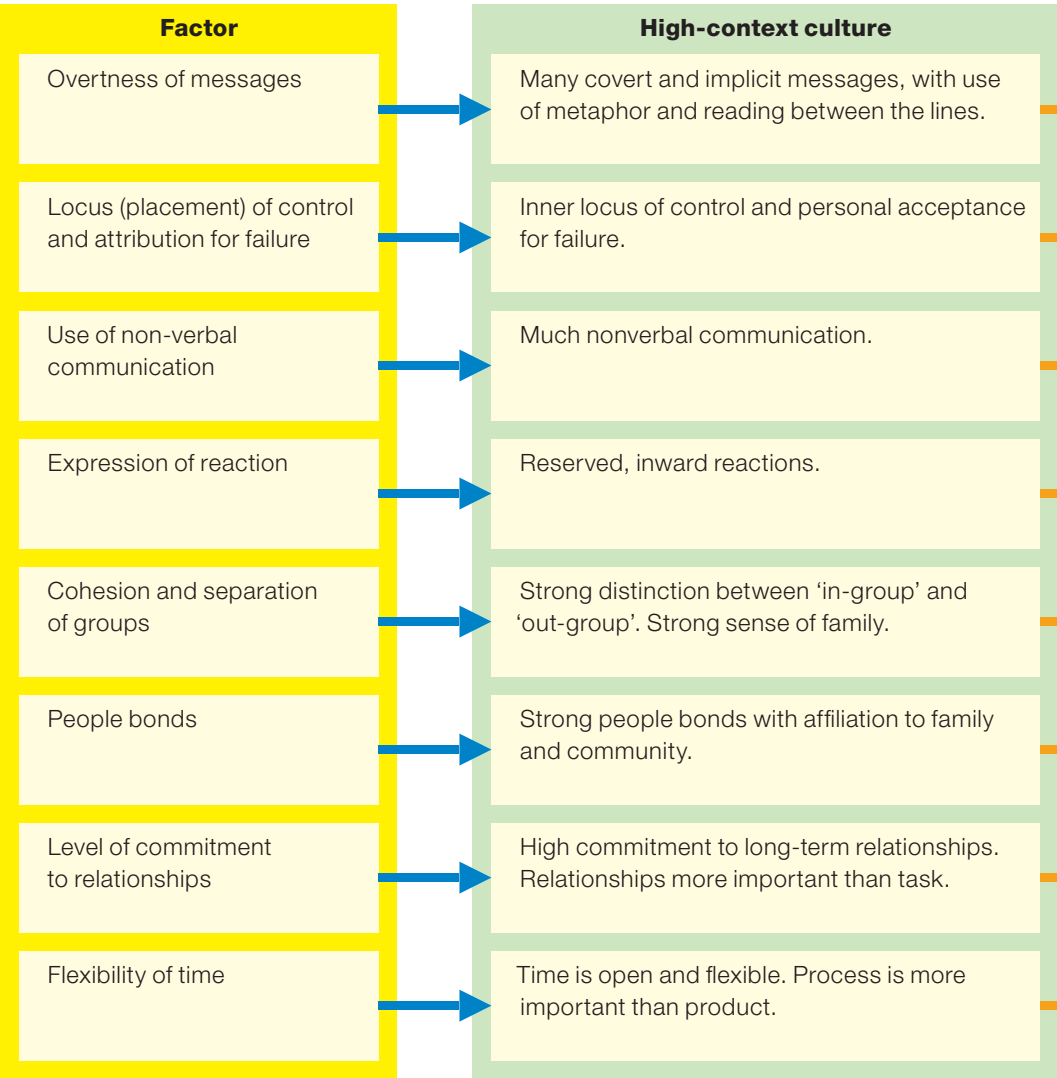 Factor
High-context culture
Overtness of messages
Many covert and implicit messages, with use
of metaphor and reading between the lines.
Locus (placement) of control
and attribution for failure
Inner locus of control and personal acceptance
for failure.
Use of non-verbal
communication
Much nonverbal communication.
Expression of reaction
Reserved, inward reactions.
Cohesion and separation
of groups
Strong distinction between ‘in-group’ and
‘out-group’. Strong sense of family.
People bonds
Strong people bonds with affiliation to family
and community.
Level of commitment
to relationships
High commitment to long-term relationships.
Relationships more important than task.
Flexibility of time
Time is open and flexible. Process is more
important than product.